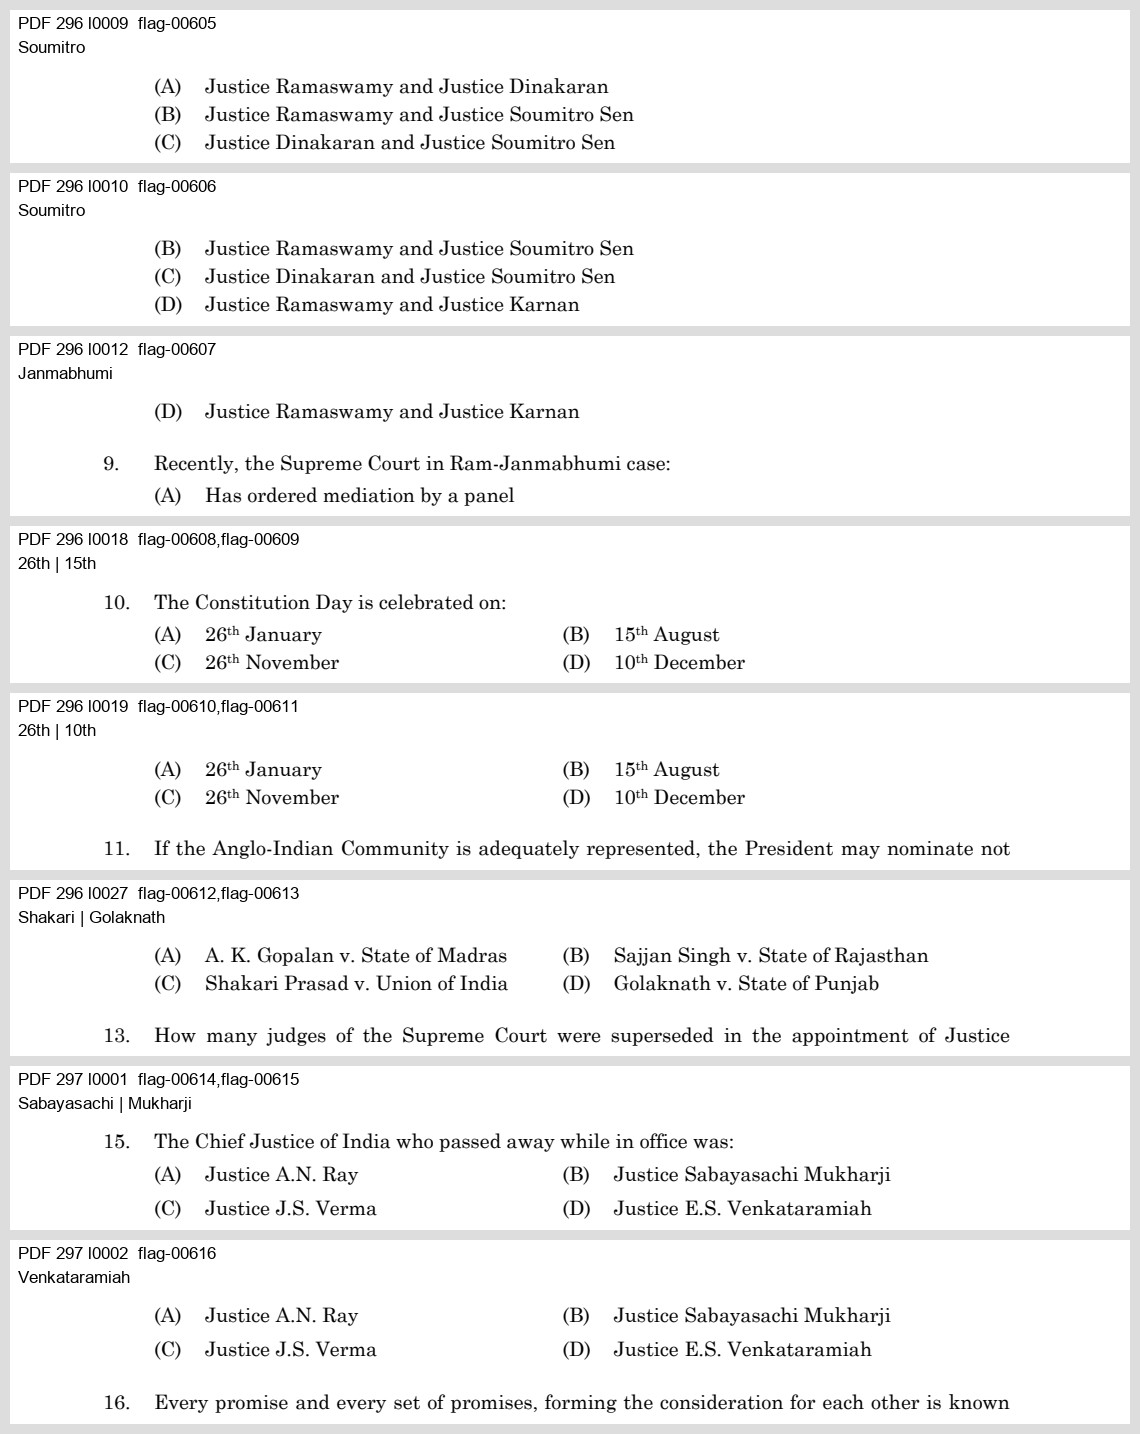 PDF 296 l0009  flag-00605
Soumitro
(A) Justice Ramaswamy and Justice Dinakaran
(B) Justice Ramaswamy and Justice Soumitro Sen
(C) Justice Dinakaran and Justice Soumitro Sen
PDF 296 l0010  flag-00606
Soumitro
(B) Justice Ramaswamy and Justice Soumitro Sen
(C) Justice Dinakaran and Justice Soumitro Sen
(D) Justice Ramaswamy and Justice Karnan
PDF 296 l0012  flag-00607
Janmabhumi
(D) Justice Ramaswamy and Justice Karnan
9. Recently, the Supreme Court in Ram-Janmabhumi case:
(A) Has ordered mediation by a panel
PDF 296 l0018  flag-00608,flag-00609
26th | 15th
10. The Constitution Day is celebrated on:
(A) 26th January (B) 15th August
(C) 26th November (D) 10th December
PDF 296 l0019  flag-00610,flag-00611
26th | 10th
(A) 26th January (B) 15th August
(C) 26th November (D) 10th December
11. If the Anglo-Indian Community is adequately represented, the President may nominate not
PDF 296 l0027  flag-00612,flag-00613
Shakari | Golaknath
(A) A. K. Gopalan v. State of Madras (B) Sajjan Singh v. State of Rajasthan
(C) Shakari Prasad v. Union of India (D) Golaknath v. State of Punjab
13. How many judges of the Supreme Court were superseded in the appointment of Justice
PDF 297 l0001  flag-00614,flag-00615
Sabayasachi | Mukharji
15. The Chief Justice of India who passed away while in office was:
(A) Justice A.N. Ray (B) Justice Sabayasachi Mukharji
(C) Justice J.S. Verma (D) Justice E.S. Venkataramiah
PDF 297 l0002  flag-00616
Venkataramiah
(A) Justice A.N. Ray (B) Justice Sabayasachi Mukharji
(C) Justice J.S. Verma (D) Justice E.S. Venkataramiah
16. Every promise and every set of promises, forming the consideration for each other is known